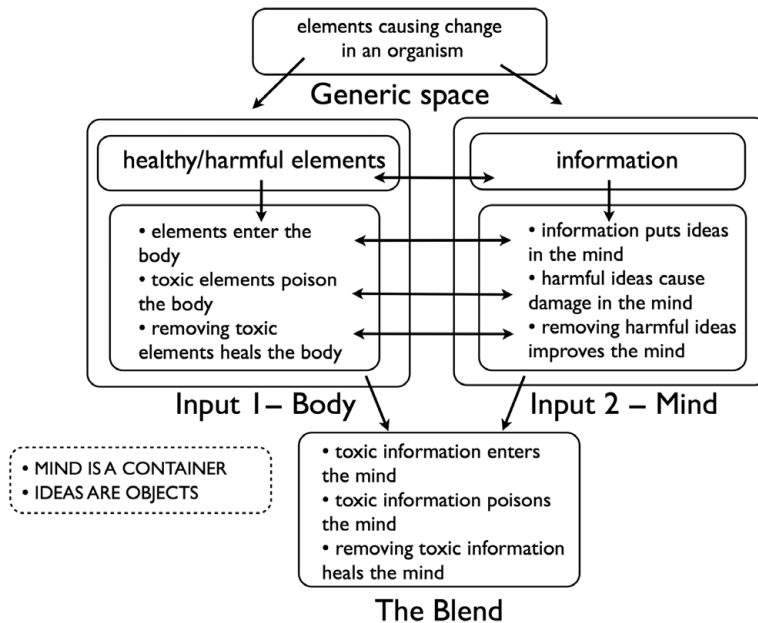 elements causing change
in an organism
Generic space
healthy/harmful elements
• elements enter the
body
• toxic elements poison
the body
• removing toxic
elements heals the body
Input 1 – Body
information
• information puts ideas
in the mind
• harmful ideas cause
damage in the mind
• removing harmful ideas
improves the mind
Input 2 – Mind
• MIND IS A CONTAINER
• IDEAS ARE OBJECTS
• toxic information enters
the mind
• toxic information poisons
the mind
• removing toxic information
heals the mind
The Blend